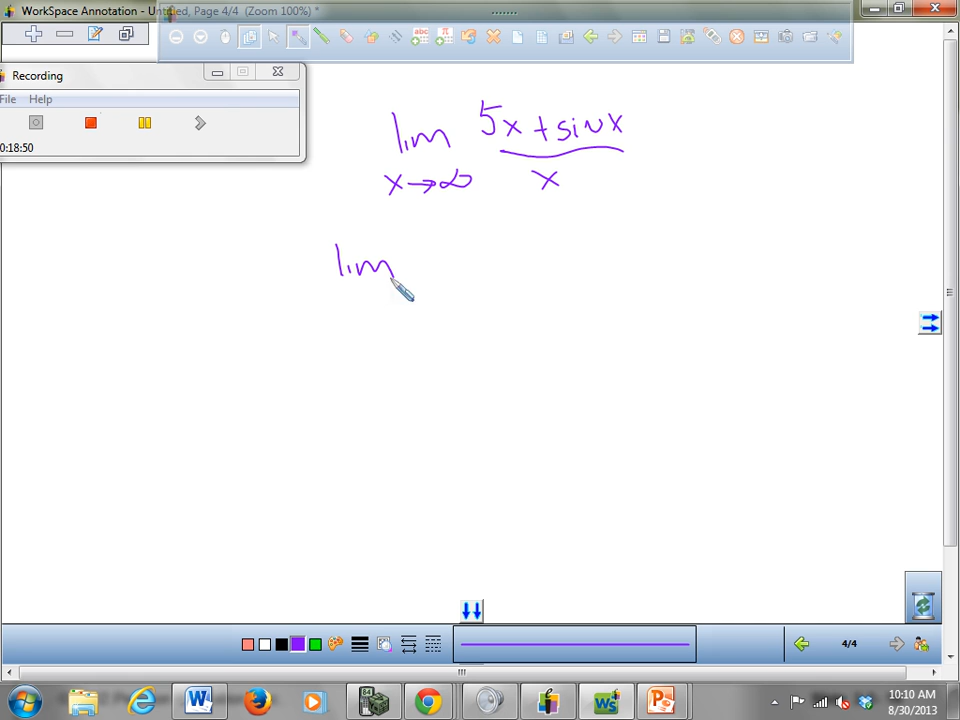 WorkSpace Annotation - Untitled, Page 4/4 (Zoom 100%) *
Recording
File Help
0:18:50
lim 5x + sin x
x→∞ x
lim
4/4
10:10 AM
8/30/2013